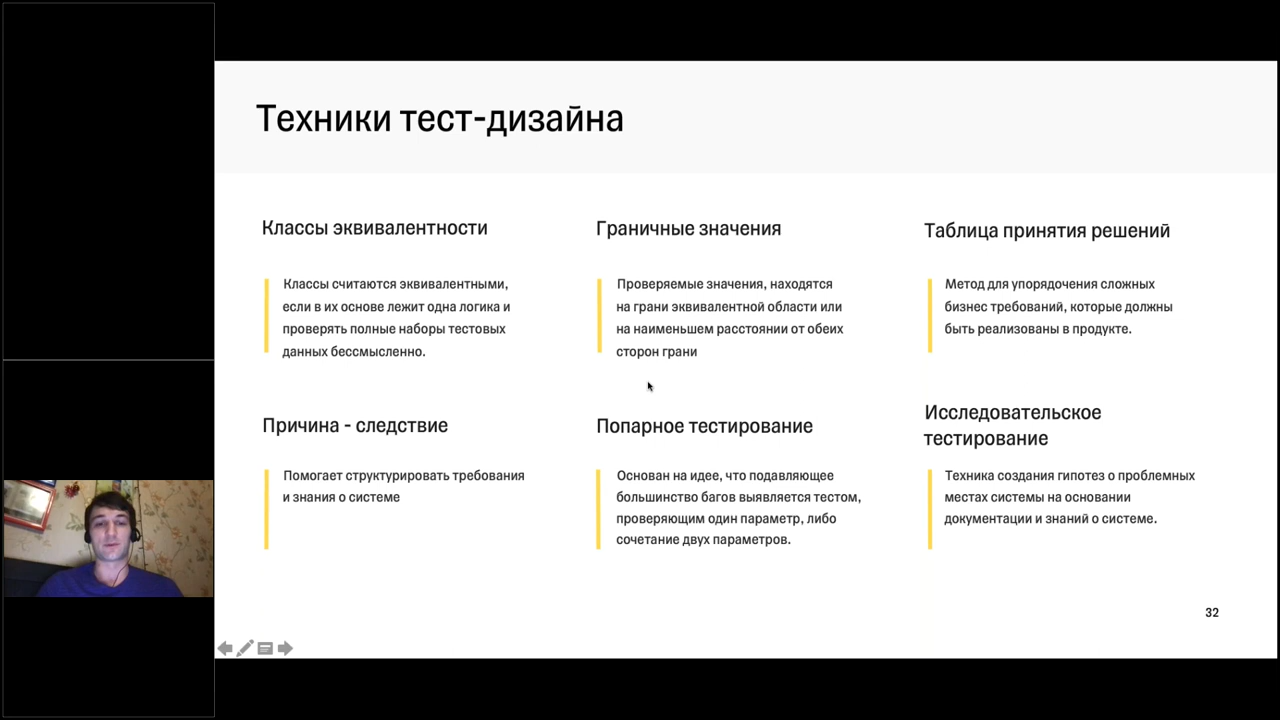 Техники тест-дизайна
Классы эквивалентности
Классы считаются эквивалентными,
если в их основе лежит одна логика и
проверять полные наборы тестовых
данных бессмысленно.
Граничные значения
Проверяемые значения, находятся
на грани эквивалентной области или
на наименьшем расстоянии от обеих
сторон грани
Таблица принятия решений
Метод для упорядочения сложных
бизнес требований, которые должны
быть реализованы в продукте.
Причина - следствие
Помогает структурировать требования
и знания о системе
Попарное тестирование
Основан на идее, что подавляющее
большинство багов выявляется тестом,
проверяющим один параметр, либо
сочетание двух параметров.
Исследовательское
тестирование
Техника создания гипотез о проблемных
местах системы на основании
документации и знаний о системе.
32